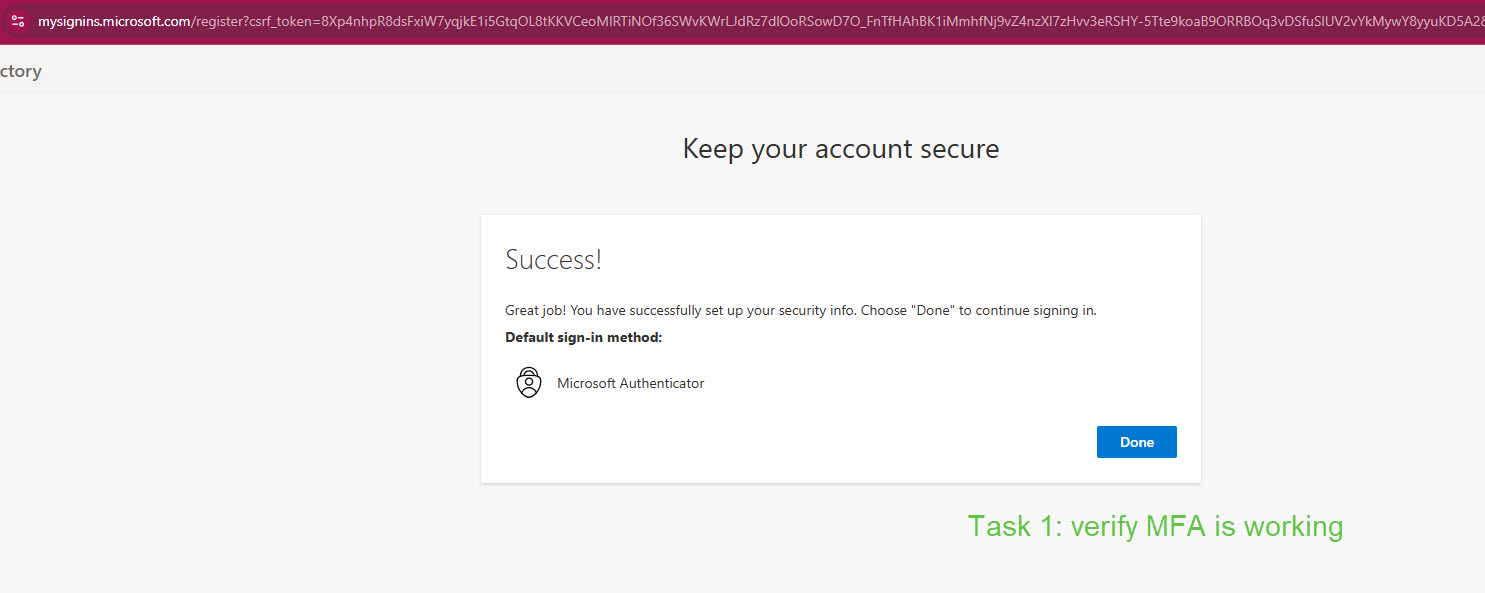 mysignins.microsoft.com/register?csrf_token=8Xp4nhpR8dsFxiW7yqjkE1i5GtqOL8tKKVCeoMIRTiNOf36SWvKWrLJdRz7dIOoRSowD7O_FnTfHAhBK1iMmhfNj9vZ4nzXI7zHvv3eRSHY-5Tte9koaB9ORRBOq3vDSfuSlUV2vYkMywY8yyuKD5A28
ctory
Keep your account secure
Success!
Great job! You have successfully set up your security info. Choose "Done" to continue signing in.
Default sign-in method:
Microsoft Authenticator
Done
Task 1: verify MFA is working